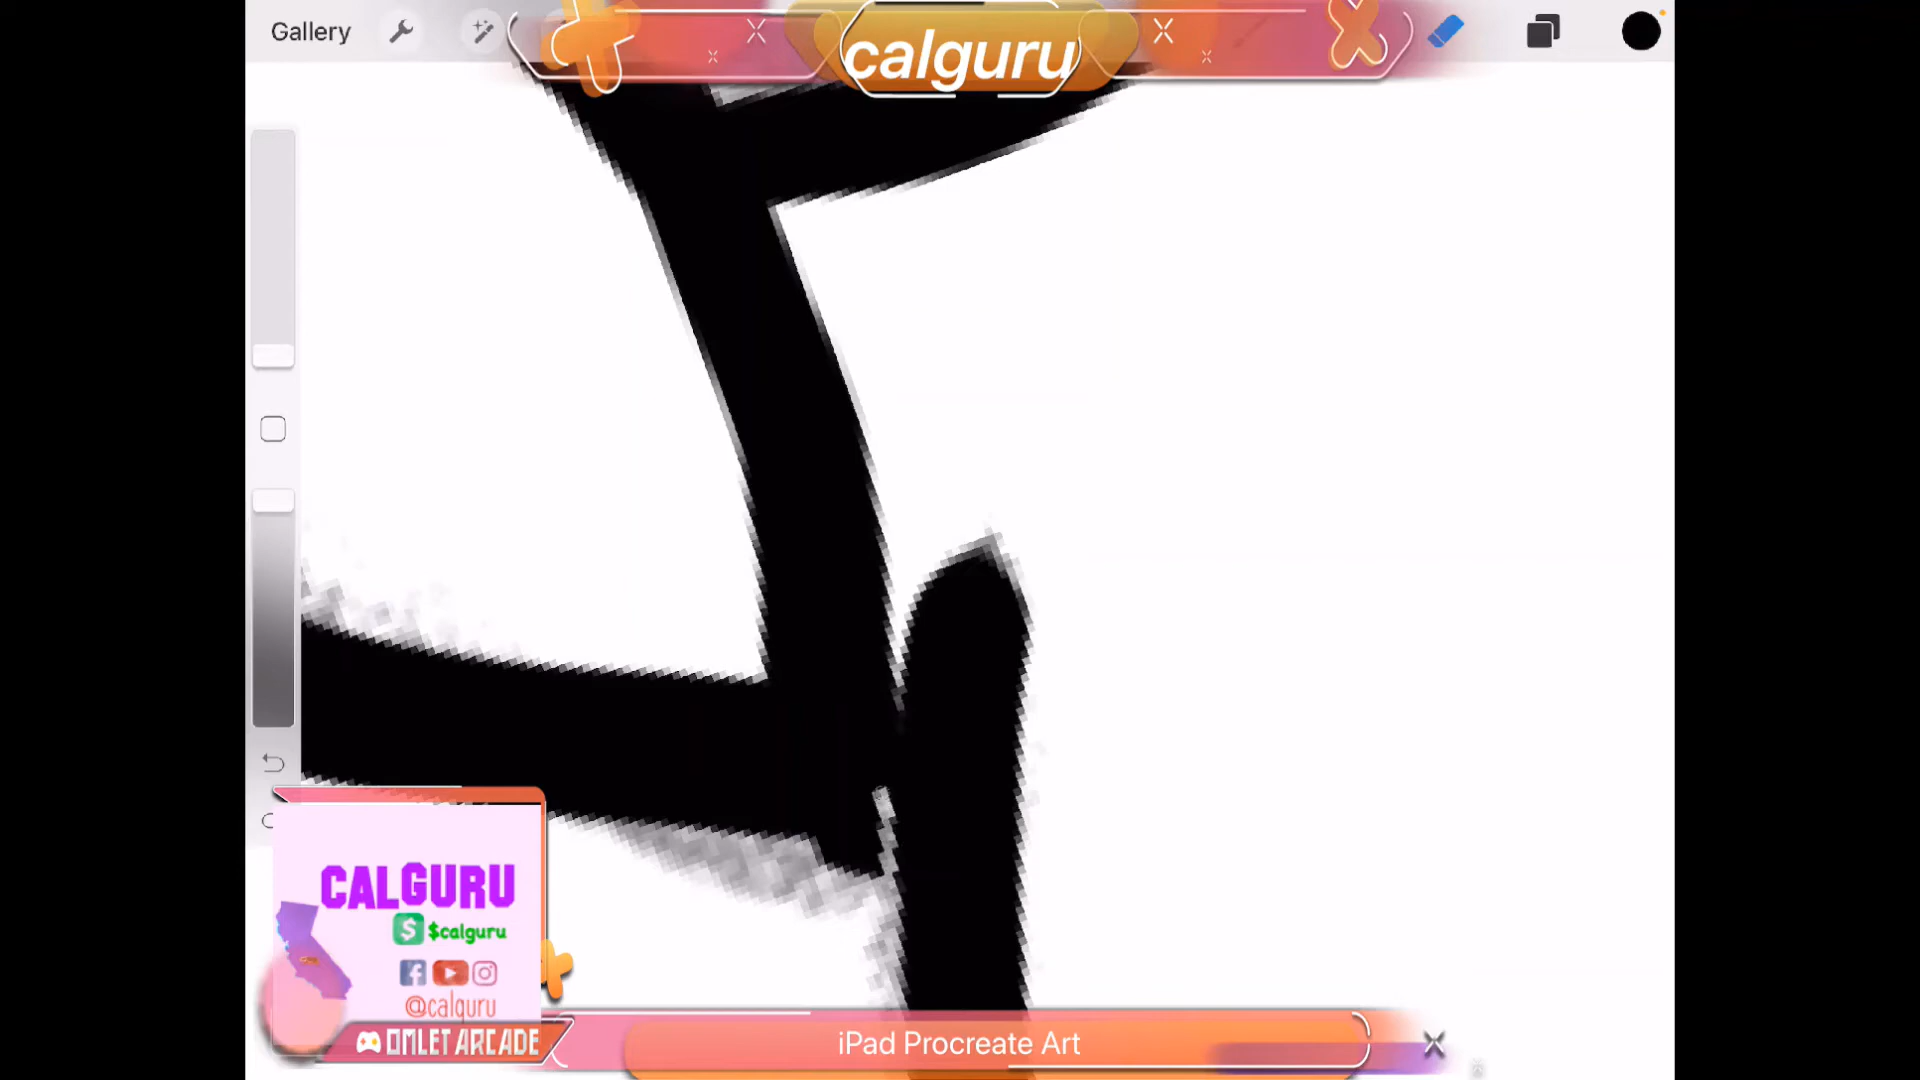 Gallery
calguru
CALGURU
$ $calguru
@calguru
OMLET ARCADE
iPad Procreate Art